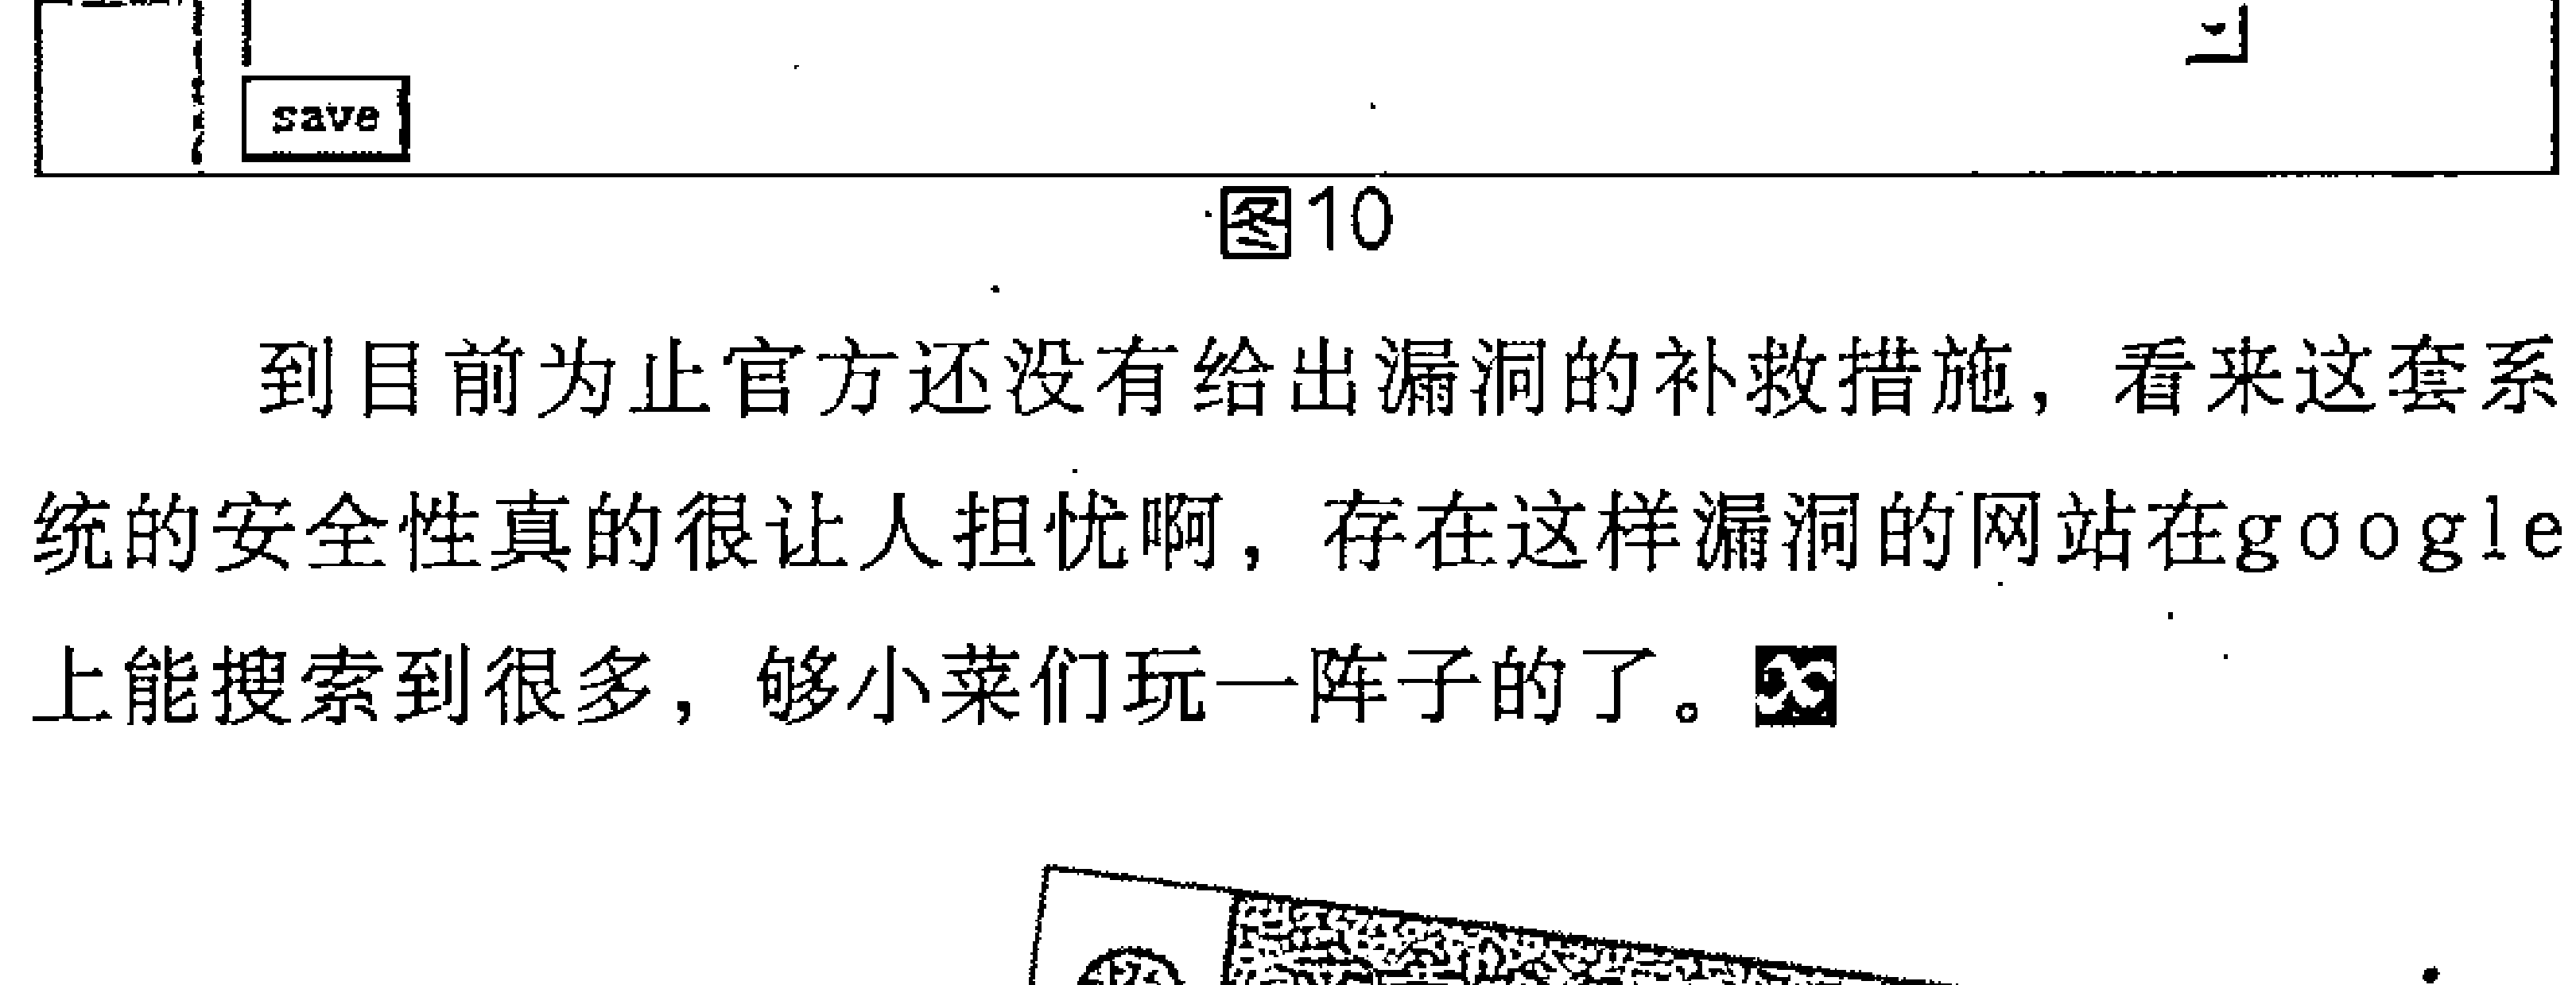 save
图10
到目前为止官方还没有给出漏洞的补救措施，看来这套系
统的安全性真的很让人担忧啊，存在这样漏洞的网站在google
上能搜索到很多，够小菜们玩一阵子的了。